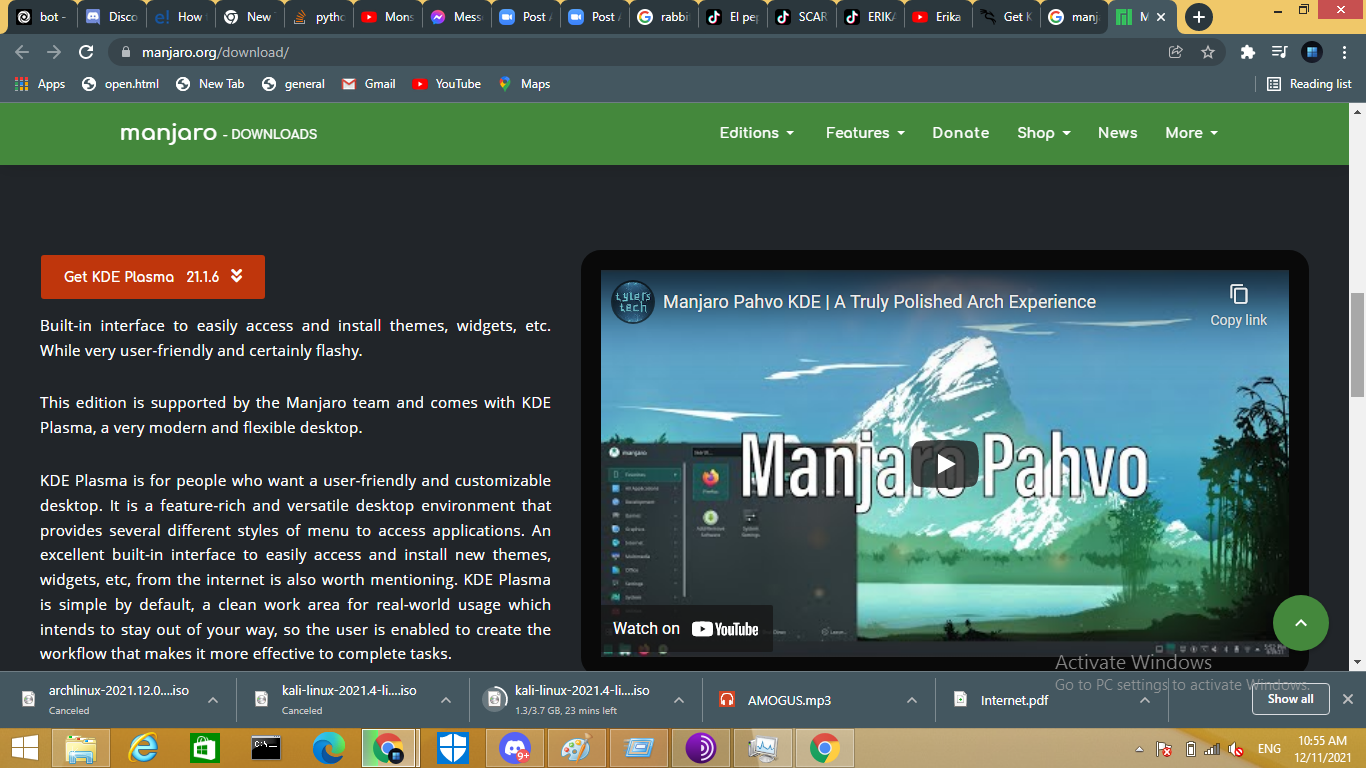 bot -
Disco
How
New
pytho
Mons
Mess
Post A
Post A
rabbi
El pe
SCAR
ERIKA
Erika
Get K
manj
M
manjaro.org/download/
Apps
open.html
New Tab
general
Gmail
YouTube
Maps
Reading list
manjaro - DOWNLOADS
Editions
Features
Donate
Shop
News
More
Get KDE Plasma 21.1.6
Built-in interface to easily access and install themes, widgets, etc.
While very user-friendly and certainly flashy.
This edition is supported by the Manjaro team and comes with KDE
Plasma, a very modern and flexible desktop.
KDE Plasma is for people who want a user-friendly and customizable
desktop. It is a feature-rich and versatile desktop environment that
provides several different styles of menu to access applications. An
excellent built-in interface to easily access and install new themes,
widgets, etc, from the internet is also worth mentioning. KDE Plasma
is simple by default, a clean work area for real-world usage which
intends to stay out of your way, so the user is enabled to create the
workflow that makes it more effective to complete tasks.
tylers
tech
Manjaro Pahvo KDE | A Truly Polished Arch Experience
Copy link
Manjaro Pahvo
manjaro
Firefox
Watch on YouTube
Activate Windows
Go to PC settings to activate Windows.
archlinux-2021.12.0....iso
Canceled
kali-linux-2021.4-li....iso
Canceled
kali-linux-2021.4-li....iso
1.3/3.7 GB, 23 mins left
AMOGUS.mp3
Internet.pdf
Show all
C:\_
9+
ENG
10:55 AM
12/11/2021